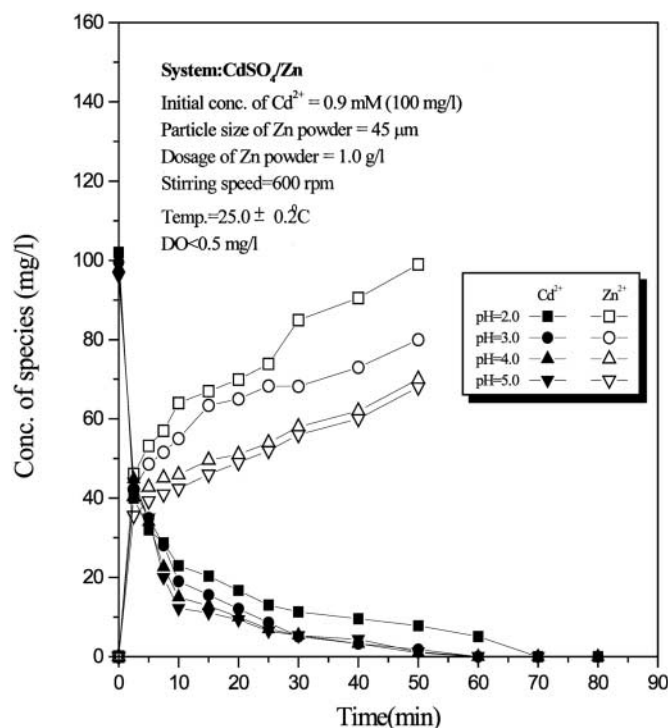 160
140
120
100
80
60
40
20
0
Conc. of species (mg/l)
System:CdSO4/Zn
Initial conc. of Cd2+ = 0.9 mM (100 mg/l)
Particle size of Zn powder = 45 μm
Dosage of Zn powder = 1.0 g/l
Stirring speed=600 rpm
Temp.=25.0 ± 0.2°C
DO<0.5 mg/l
Cd2+ Zn2+
pH=2.0
pH=3.0
pH=4.0
pH=5.0
0 10 20 30 40 50 60 70 80 90
Time(min)